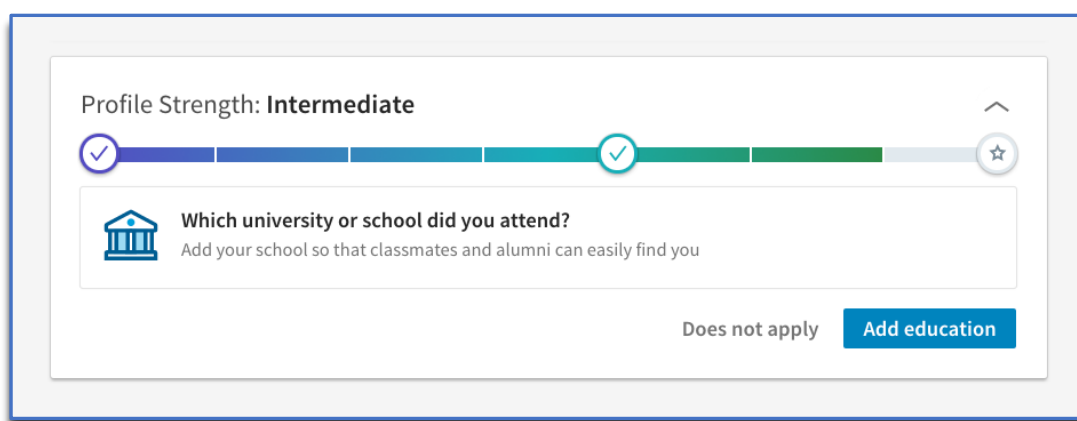 Profile Strength: Intermediate
Which university or school did you attend?
Add your school so that classmates and alumni can easily find you
Does not apply
Add education